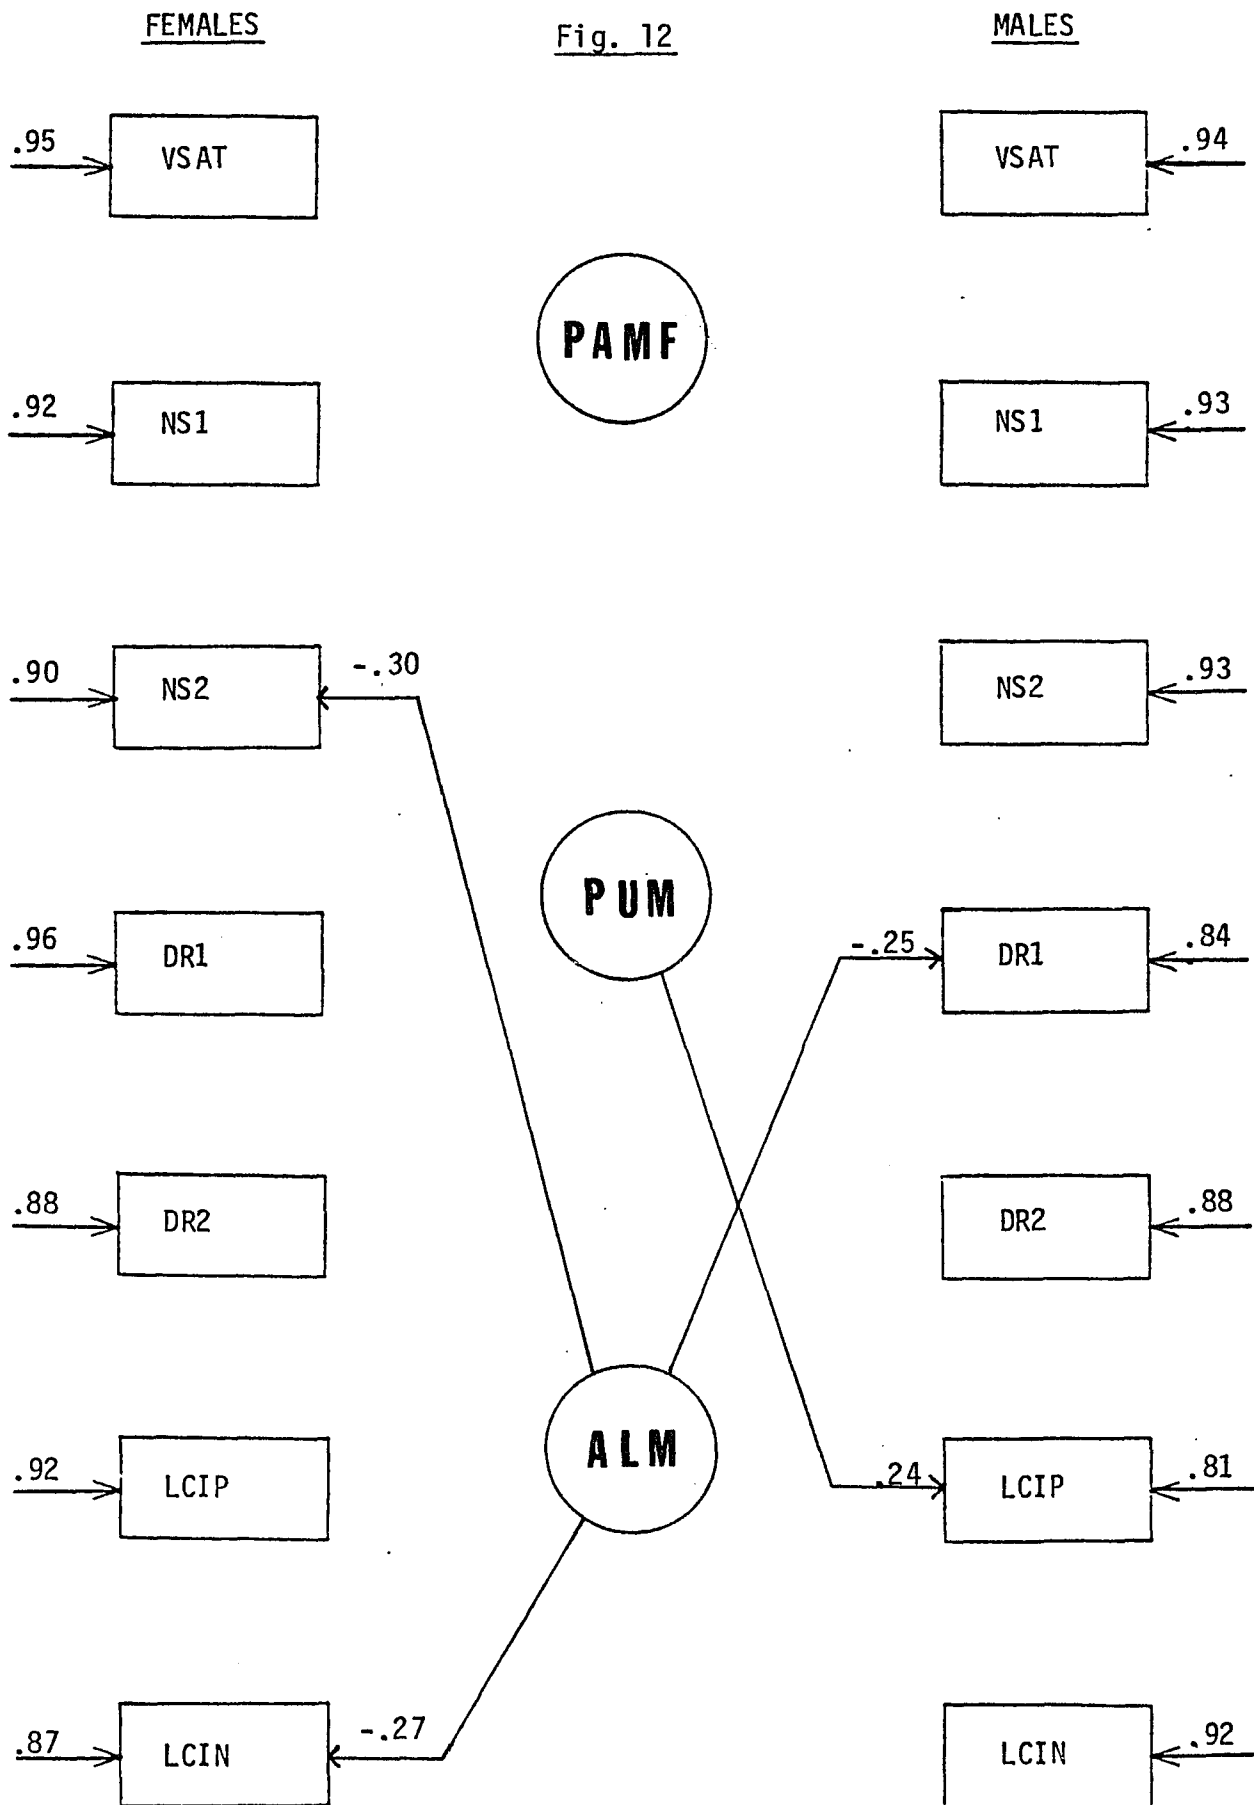 FEMALES Fig. 12 MALES
.95 VSAT VSAT .94
PAMF
.92 NS1 NS1 .93
.90 NS2 -.30 NS2 .93
PUM
.96 DR1 -.25 DR1 .84
.88 DR2 DR2 .88
ALM
.92 LCIP .24 LCIP .81
.87 LCIN -.27 LCIN .92